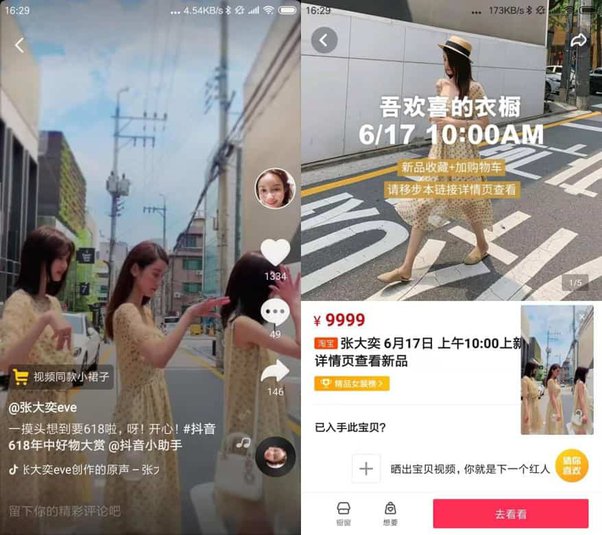 16:29
4.54KB/s
1334
49
146
视频同款小裙子
@张大奕eve
一摸头想到要618啦，呀！开心！#抖音
618年中好物大赏 @抖音小助手
大奕eve创作的原声 – 张
留下你的精彩评论吧
16:29
173KB/s
吾欢喜的衣橱
6/17 10:00AM
新品收藏+加购物车
请移步本链接详情页查看
1/5
¥ 9999
淘宝 张大奕 6月17日 上午10:00上新
详情页查看新品
精品女装榜 >
已入手此宝贝?
晒出宝贝视频，你就是下一个红人
猜你
喜欢
橱窗
想要
去看看